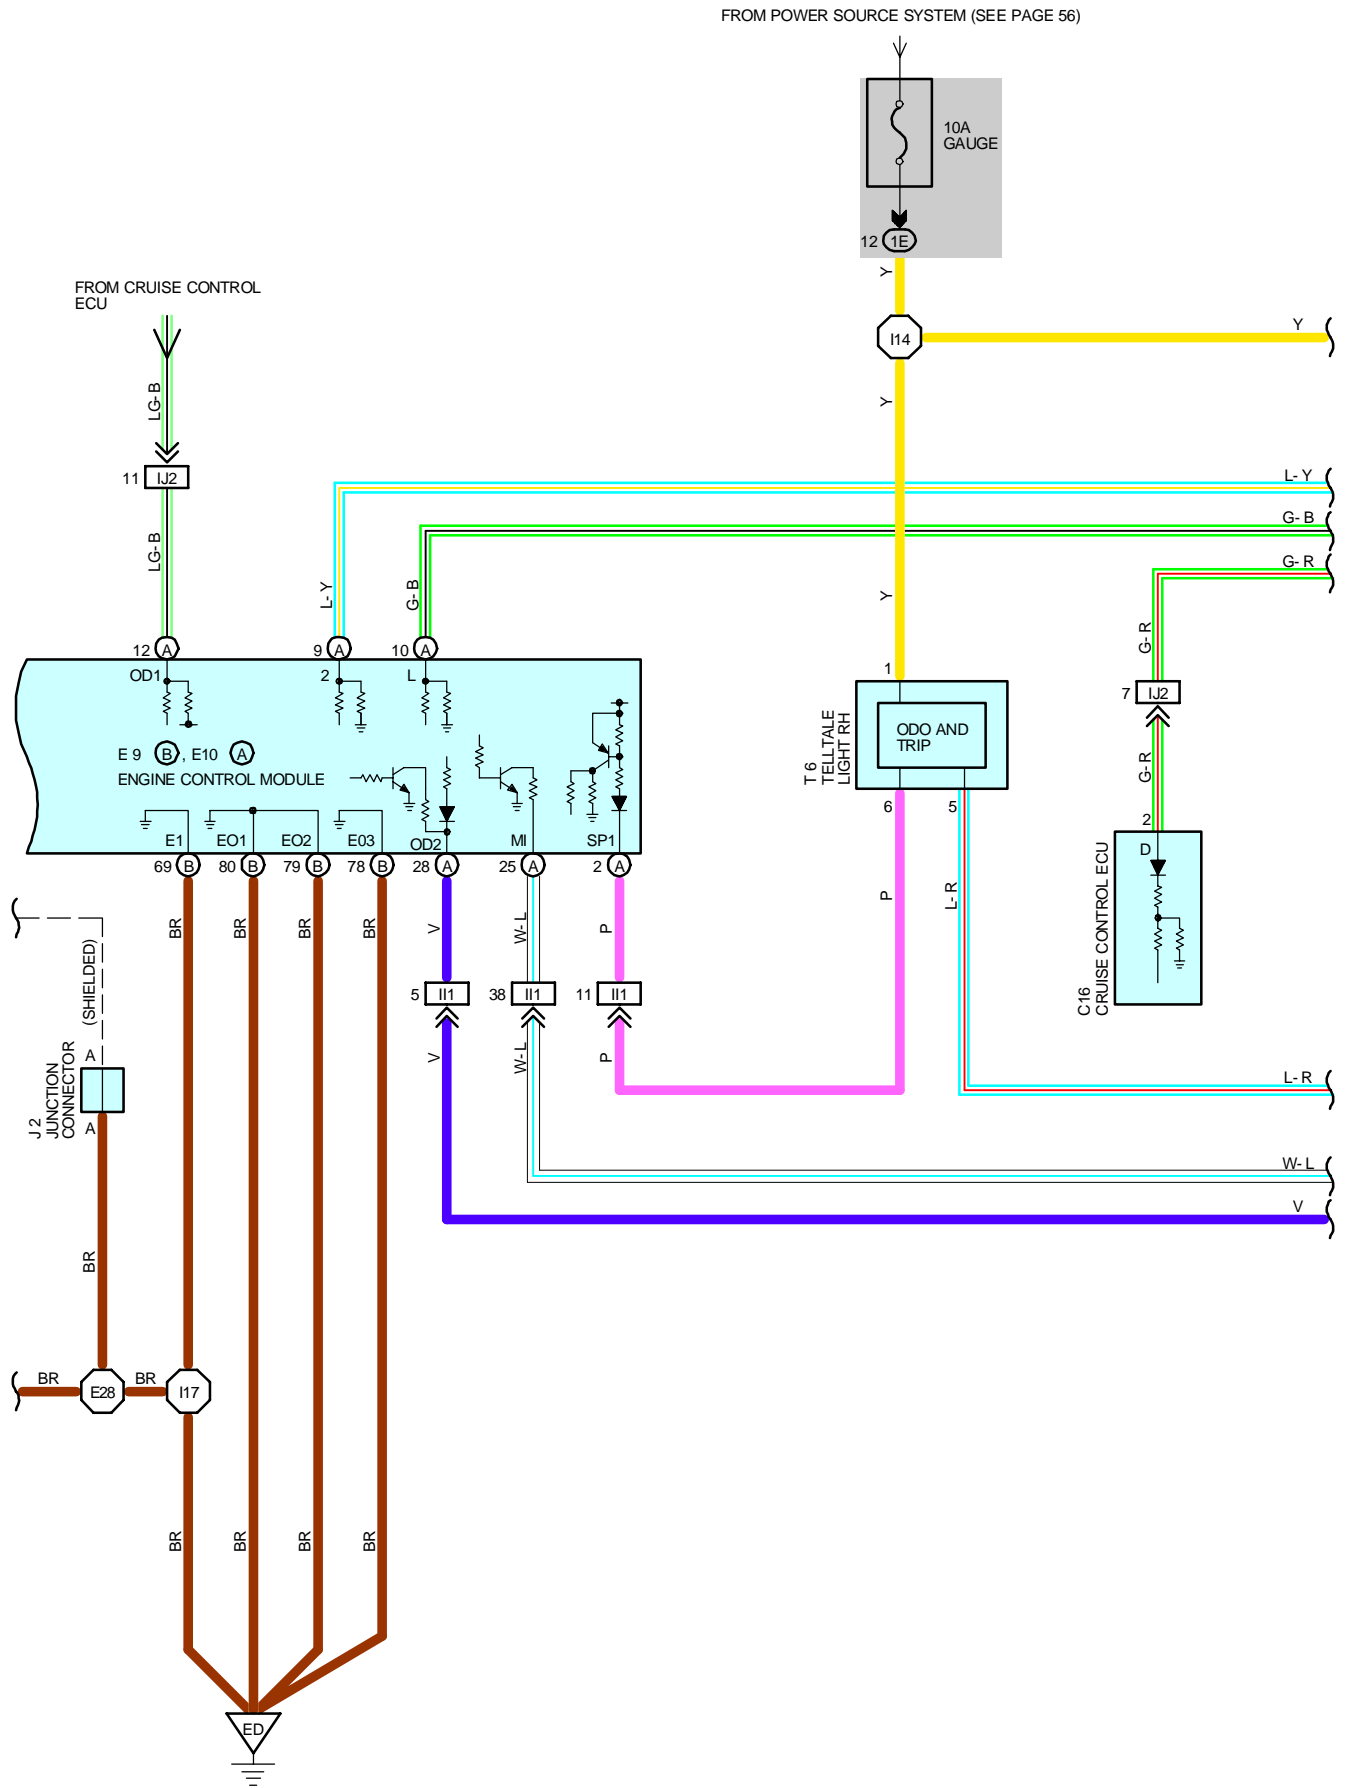 FROM POWER SOURCE SYSTEM (SEE PAGE 56)
10A
GAUGE
12 1E
Y
FROM CRUISE CONTROL
ECU
I14
Y
Y
LG-B
11 IJ2
L-Y
G-B
G-R
LG-B
L-Y
G-B
Y
G-R
12 A
9 A
10 A
OD1
2
L
1
7 IJ2
T 6
TELLTALE
LIGHT RH
ODO AND
TRIP
E 9 B , E10 A
ENGINE CONTROL MODULE
G-R
6
5
2
E1
EO1
EO2
E03
OD2
MI
SP1
D
69 B
80 B
79 B
78 B
28 A
25 A
2 A
C16
CRUISE CONTROL ECU
BR
BR
BR
BR
V
W-L
P
P
L-R
(SHIELDED)
5 II1
38 II1
11 II1
V
W-L
P
A
J 2
JUNCTION
CONNECTOR
A
L-R
W-L
V
BR
BR
E28
BR
I17
BR
BR
BR
BR
ED